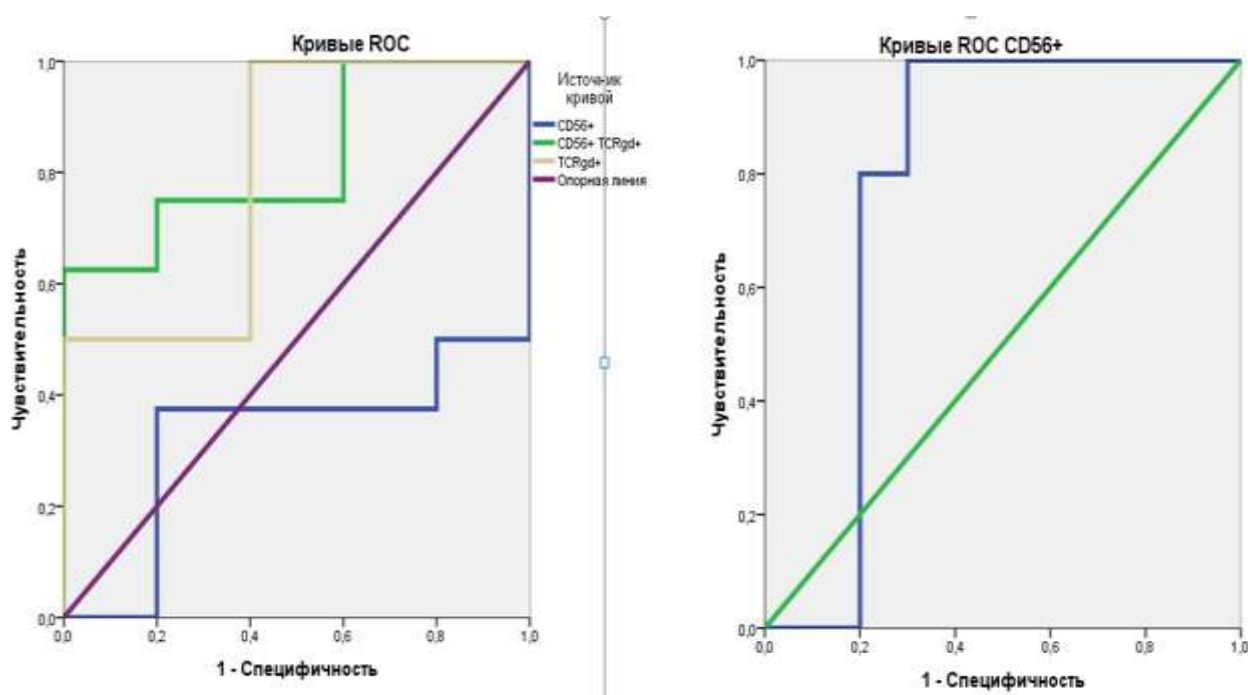 Кривые ROC
1,0
0,8
0,6
0,4
0,2
0,0
0,0 0,2 0,4 0,6 0,8 1,0
Чувствительность
1 - Специфичность
Источник
кривой
CD56+
CD56+ TCRgd+
TCRgd+
Опорная линия
Кривые ROC CD56+
1,0
0,8
0,6
0,4
0,2
0,0
0,0 0,2 0,4 0,6 0,8 1,0
Чувствительность
1 - Специфичность